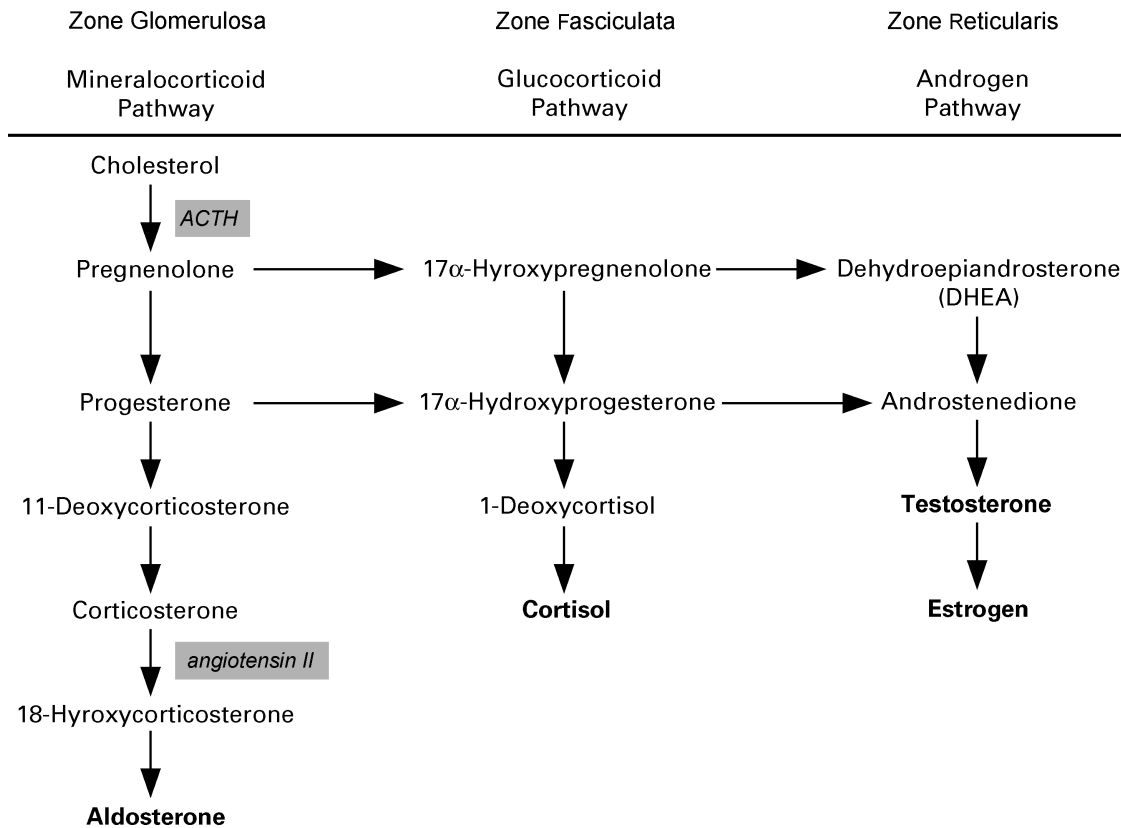 Zone Glomerulosa
Zone Fasciculata
Zone Reticularis
Mineralocorticoid
Pathway
Glucocorticoid
Pathway
Androgen
Pathway
Cholesterol
ACTH
Pregnenolone
17α-Hyroxypregnenolone
Dehydroepiandrosterone
(DHEA)
Progesterone
17α-Hydroxyprogesterone
Androstenedione
11-Deoxycorticosterone
1-Deoxycortisol
Testosterone
Corticosterone
Cortisol
Estrogen
angiotensin II
18-Hyroxycorticosterone
Aldosterone